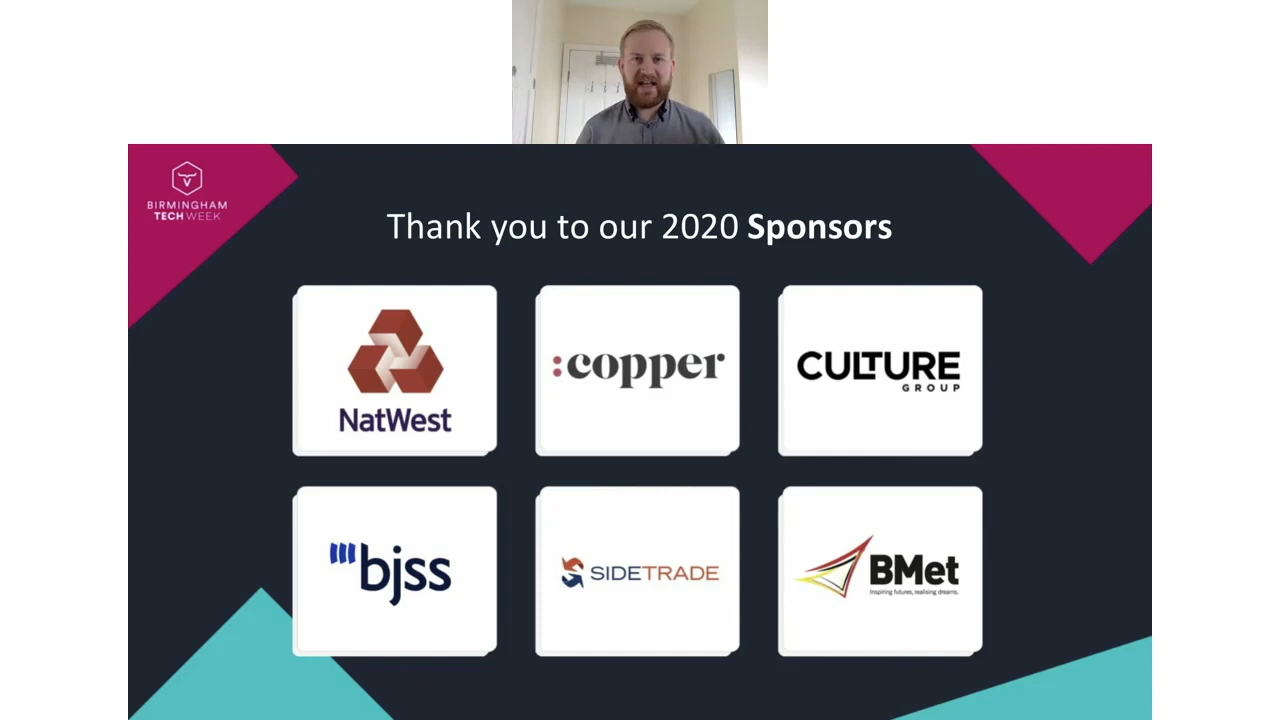 BIRMINGHAM
TECH WEEK
Thank you to our 2020 Sponsors
NatWest
:copper
CULTURE
GROUP
bjss
SIDETRADE
BMet
Inspiring futures, realising dreams.